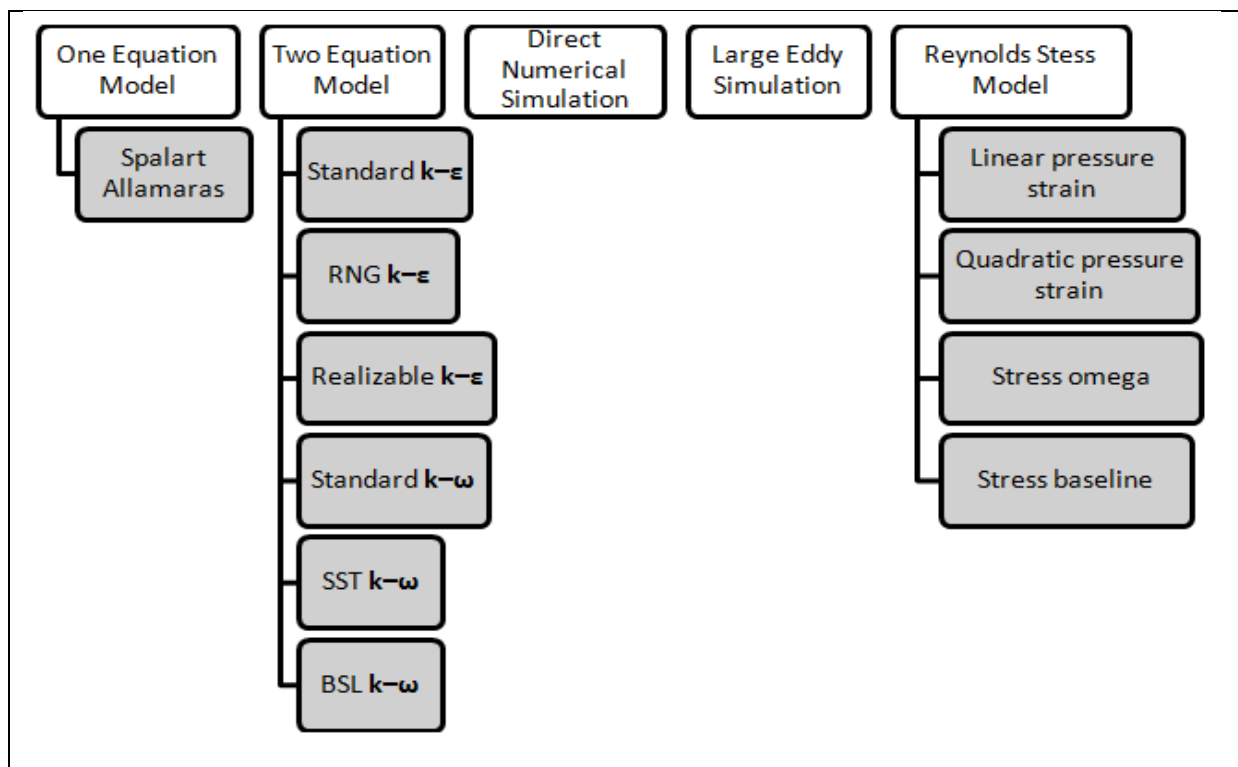 One Equation
Model
Spalart
Allamaras
Two Equation
Model
Standard k–ε
RNG k–ε
Realizable k–ε
Standard k–ω
SST k–ω
BSL k–ω
Direct
Numerical
Simulation
Large Eddy
Simulation
Reynolds Stess
Model
Linear pressure
strain
Quadratic pressure
strain
Stress omega
Stress baseline